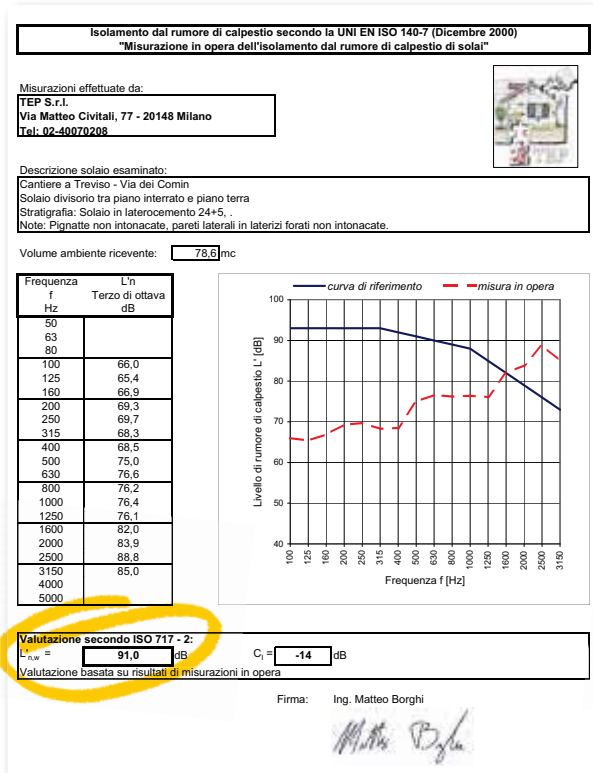 Isolamento dal rumore di calpestio secondo la UNI EN ISO 140-7 (Dicembre 2000)
"Misurazione in opera dell'isolamento dal rumore di calpestio di solai"
Misurazioni effettuate da:
TEP S.r.l.
Via Matteo Civitali, 77 - 20148 Milano
Tel: 02-40070208
Descrizione solaio esaminato:
Cantiere a Treviso - Via dei Comin
Solaio divisorio tra piano interrato e piano terra
Stratigrafia: Solaio in laterocemento 24+5, .
Note: Pignatte non intonacate, pareti laterali in laterizi forati non intonacate.
Volume ambiente ricevente: 78,6 mc
Frequenza L'n
f Terzo di ottava
Hz dB
50
63
80
100 66,0
125 65,4
160 66,9
200 69,3
250 69,7
315 68,3
400 68,5
500 75,0
630 76,6
800 76,2
1000 76,4
1250 76,1
1600 82,0
2000 83,9
2500 88,8
3150 85,0
4000
5000
curva di riferimento misura in opera
Livello di rumore di calpestio L' [dB]
100
90
80
70
60
50
40
100 125 160 200 250 315 400 500 630 800 1000 1250 1600 2000 2500 3150
Frequenza f [Hz]
Valutazione secondo ISO 717 - 2:
L'n,w = 91,0 dB CI = -14 dB
Valutazione basata su risultati di misurazioni in opera
Firma: Ing. Matteo Borghi